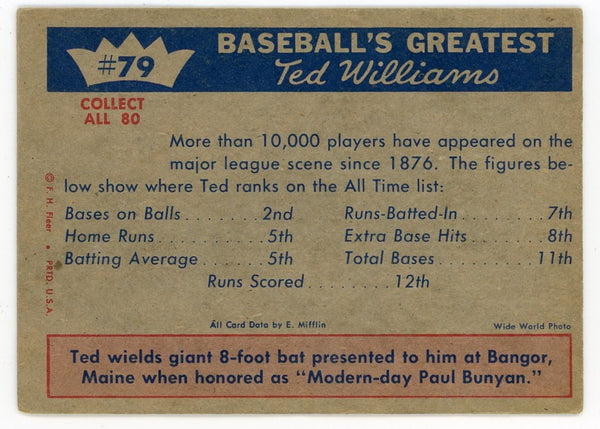 #79
BASEBALL'S GREATEST
Ted Williams
COLLECT
ALL 80
More than 10,000 players have appeared on the
major league scene since 1876. The figures be-
low show where Ted ranks on the All Time list:
Bases on Balls ........ 2nd
Runs-Batted-In ........ 7th
Home Runs ........ 5th
Extra Base Hits ........ 8th
Batting Average ...... 5th
Total Bases .......... 11th
Runs Scored ........ 12th
© F. H. Fleer • PRTD. U.S.A.
All Card Data by E. Mifflin
Wide World Photo
Ted wields giant 8-foot bat presented to him at Bangor,
Maine when honored as "Modern-day Paul Bunyan."